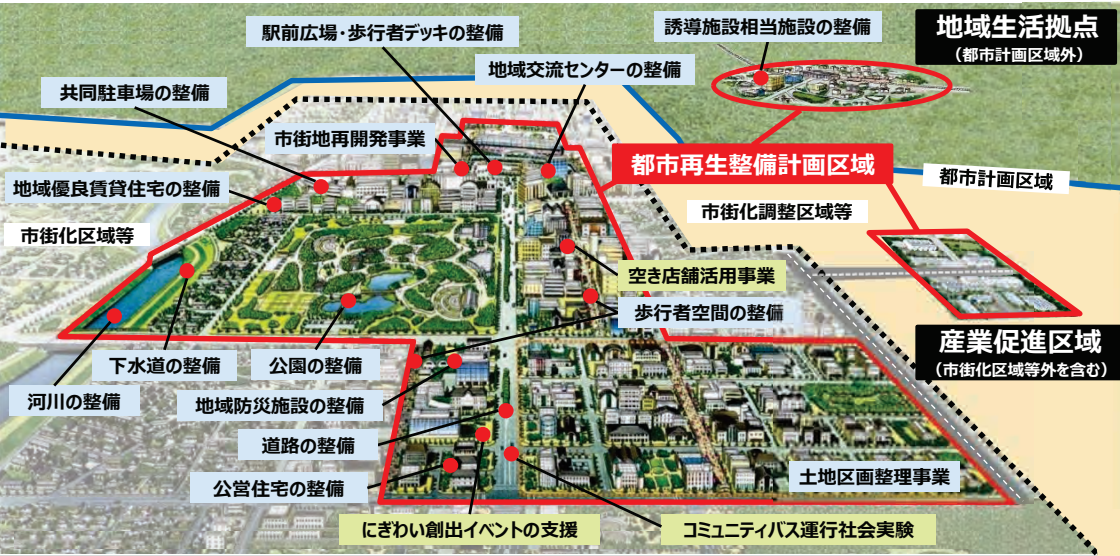 駅前広場・歩行者デッキの整備
誘導施設相当施設の整備
地域生活拠点
（都市計画区域外）
地域交流センターの整備
共同駐車場の整備
市街地再開発事業
都市再生整備計画区域
地域優良賃貸住宅の整備
都市計画区域
市街化調整区域等
市街化区域等
空き店舗活用事業
歩行者空間の整備
産業促進区域
（市街化区域等外を含む）
下水道の整備
公園の整備
河川の整備
地域防災施設の整備
道路の整備
土地区画整理事業
公営住宅の整備
にぎわい創出イベントの支援
コミュニティバス運行社会実験